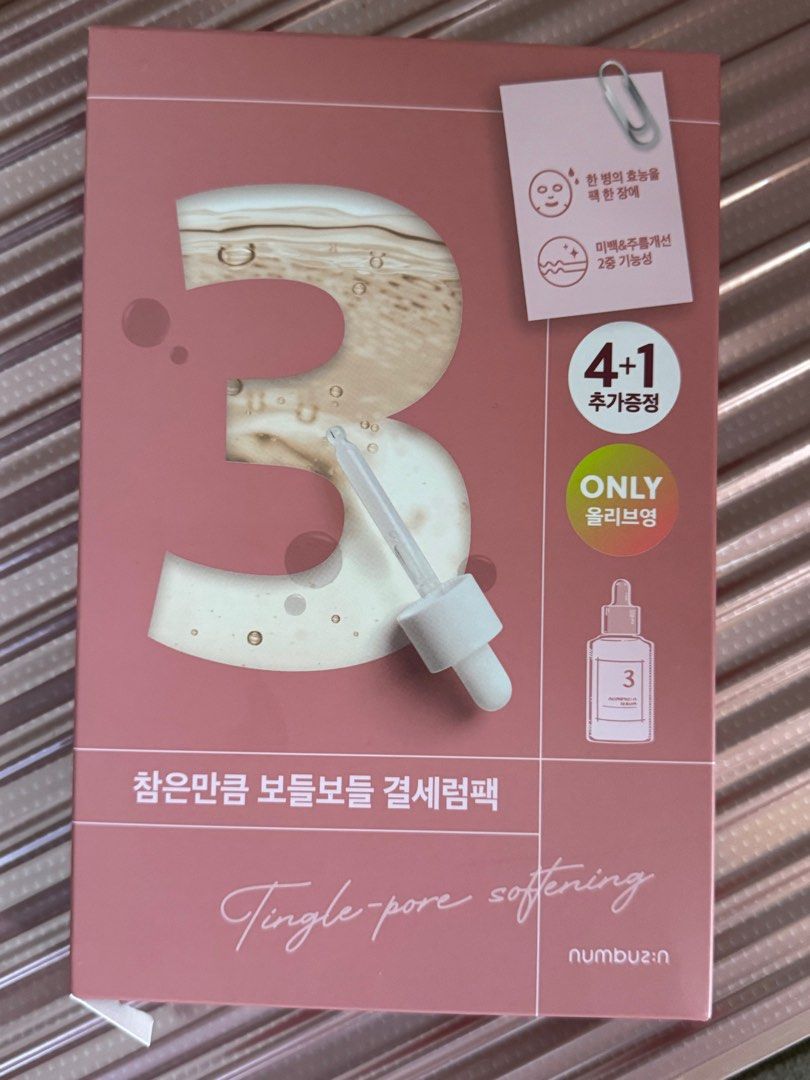 3
한 병의 효능을
팩 한 장에
미백&주름개선
2중 기능성
4+1
추가증정
ONLY
올리브영
3
참은만큼 보들보들 결세럼팩
Tingle-pore softening
numbuz:n